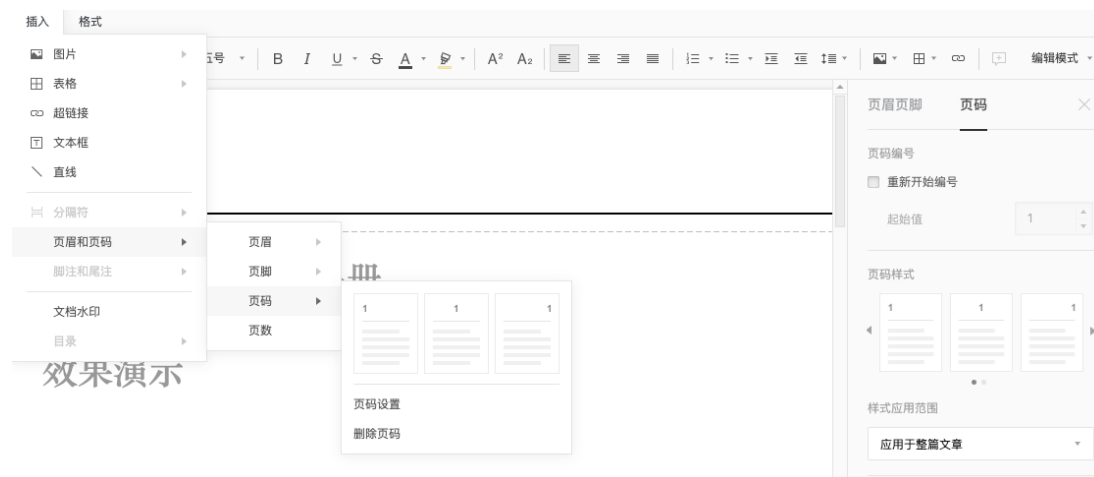 插入 格式
图片
表格
超链接
文本框
直线
分隔符
页眉和页码
脚注和尾注
文档水印
目录
五号 B I U S A A² A₂ 编辑模式
页眉
页脚
页码
页数
1 1 1
页码设置
删除页码
效果演示
页眉页脚 页码
页码编号
重新开始编号
起始值 1
页码样式
1 1 1
样式应用范围
应用于整篇文章